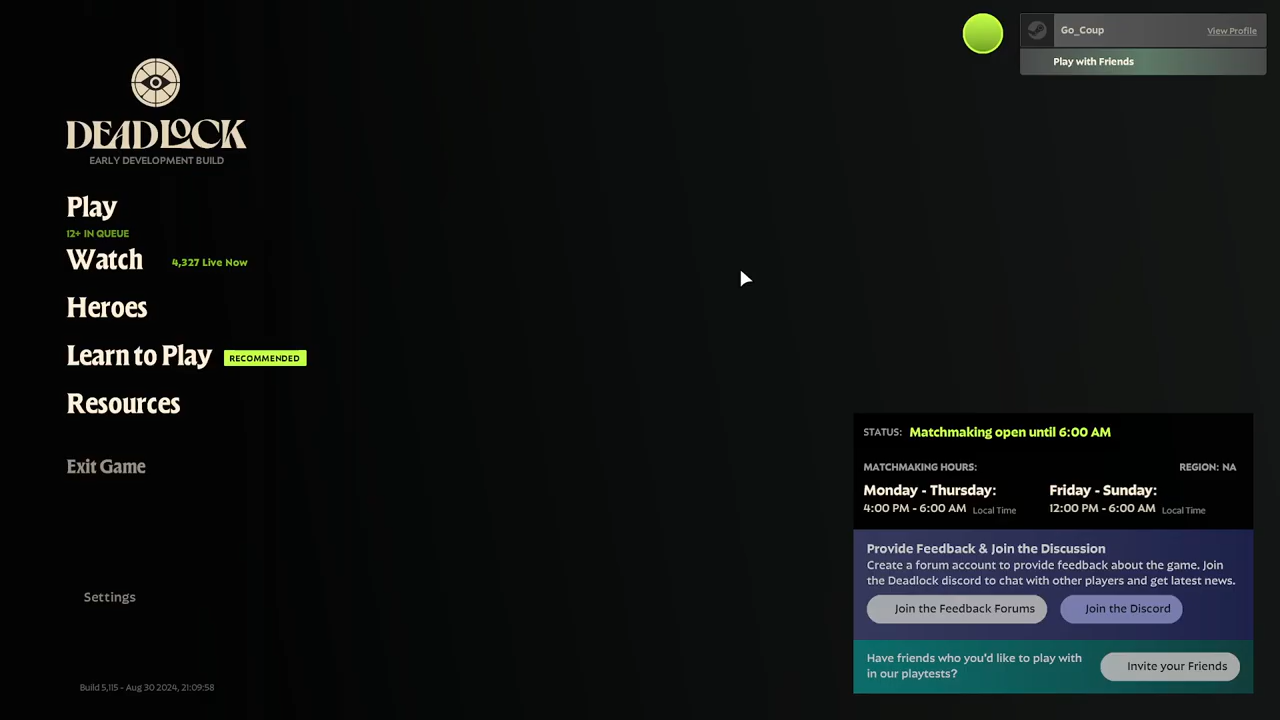 Go_Coup View Profile
Play with Friends
DEADLOCK
EARLY DEVELOPMENT BUILD
Play
12+ IN QUEUE
Watch 4,327 Live Now
Heroes
Learn to Play RECOMMENDED
Resources
Exit Game
Settings
Build 5,115 - Aug 30 2024, 21:09:58
STATUS: Matchmaking open until 6:00 AM
MATCHMAKING HOURS: REGION: NA
Monday - Thursday: Friday - Sunday:
4:00 PM - 6:00 AM Local Time 12:00 PM - 6:00 AM Local Time
Provide Feedback & Join the Discussion
Create a forum account to provide feedback about the game. Join
the Deadlock discord to chat with other players and get latest news.
Join the Feedback Forums Join the Discord
Have friends who you'd like to play with
in our playtests?
Invite your Friends